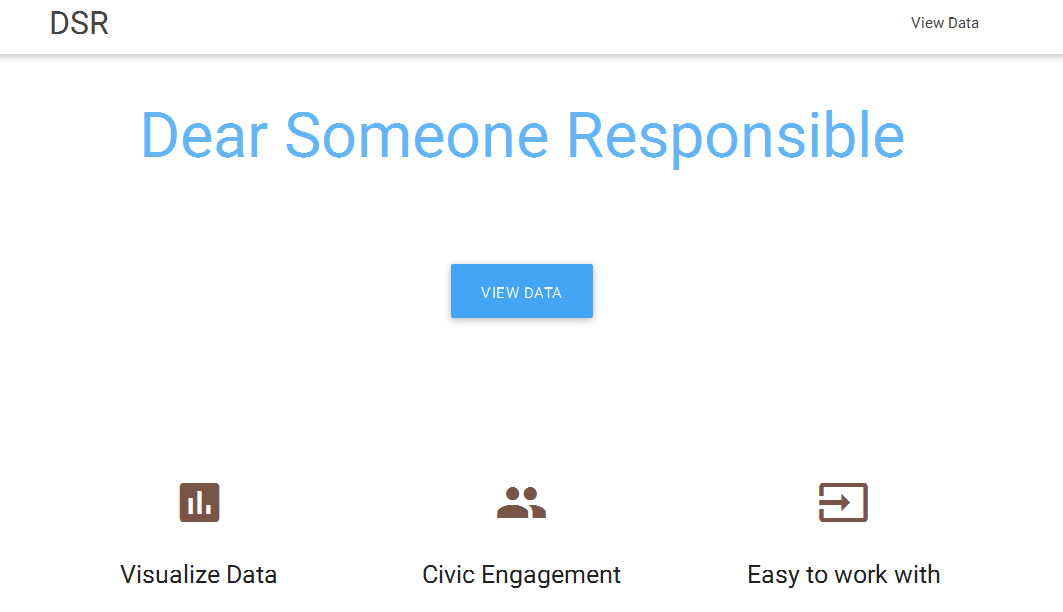 DSR
View Data
Dear Someone Responsible
VIEW DATA
Visualize Data
Civic Engagement
Easy to work with